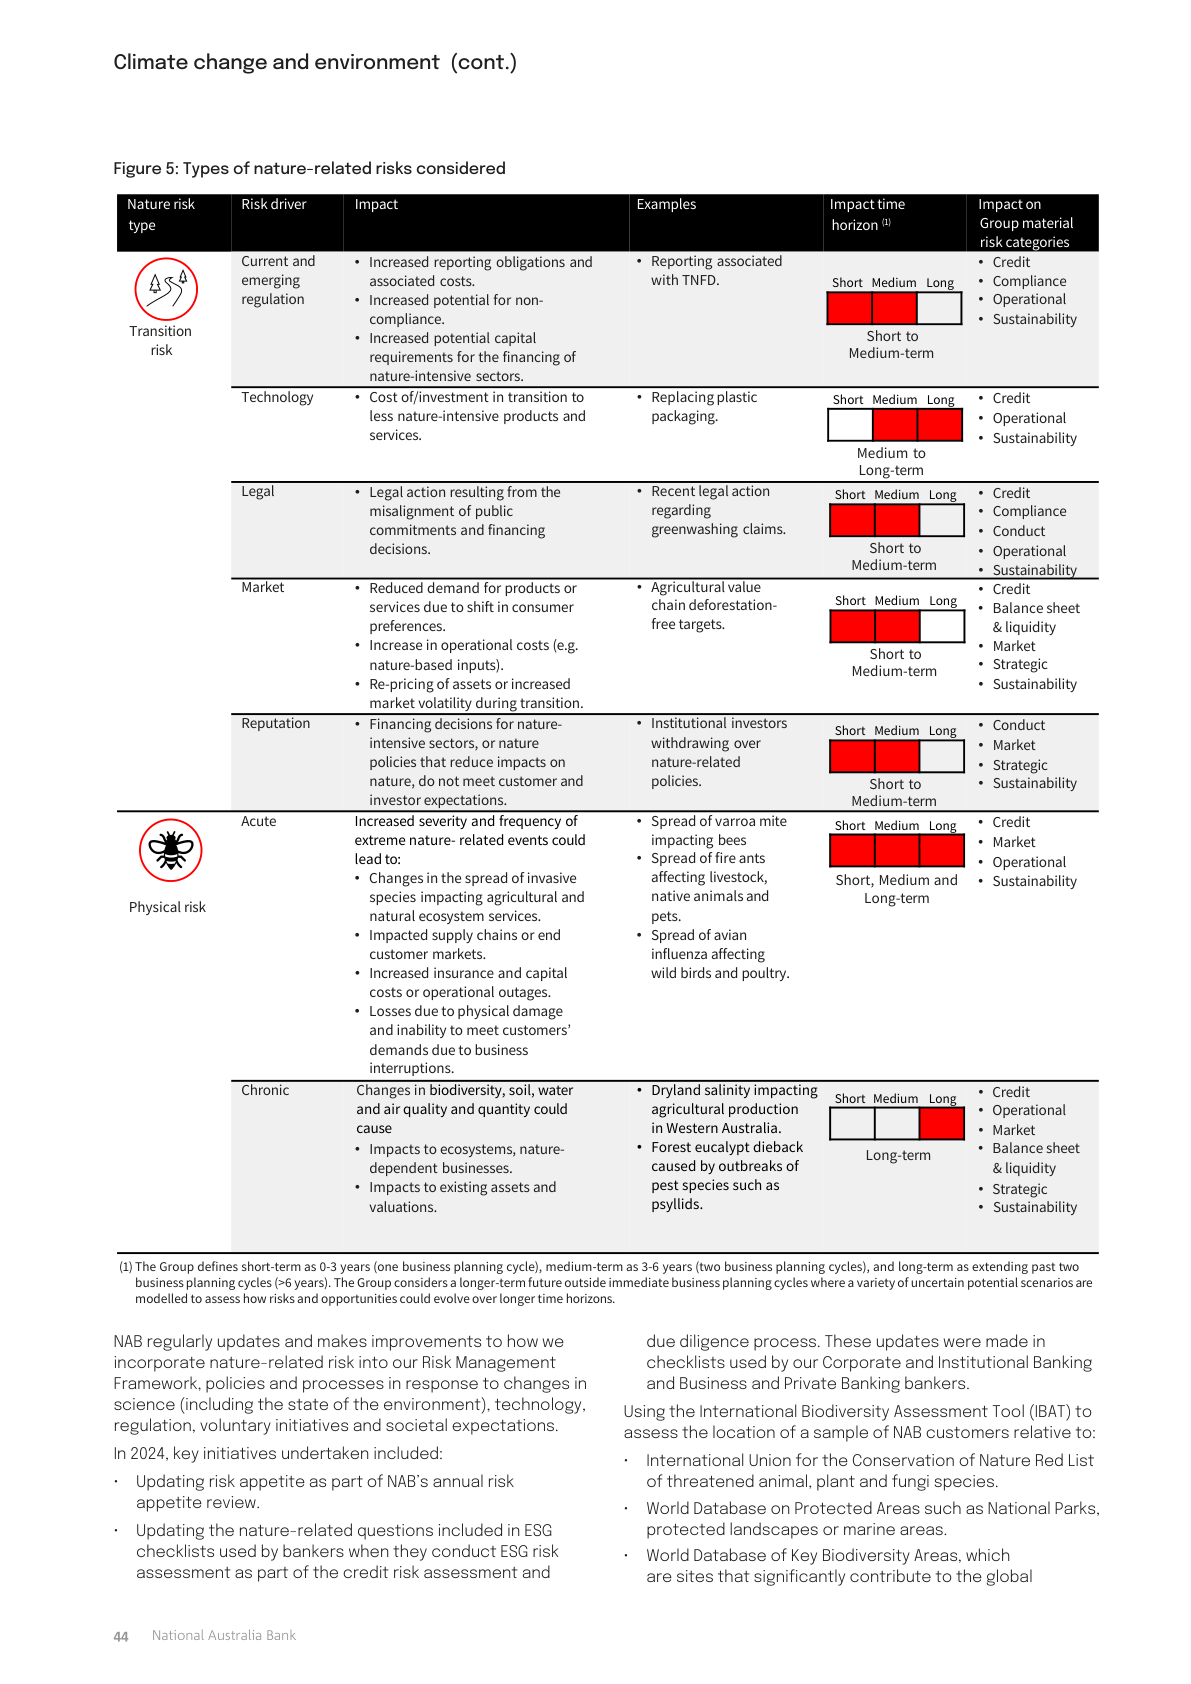 Climate change and environment (cont.)
Figure 5: Types of nature-related risks considered
Nature risk
type
Risk driver
Impact
Examples
Impact time
horizon (1)
Impact on
Group material
risk categories
Transition
risk
Current and
emerging
regulation
• Increased reporting obligations and
associated costs.
• Increased potential for non-
compliance.
• Increased potential capital
requirements for the financing of
nature-intensive sectors.
• Reporting associated
with TNFD.
Short Medium Long
Short to
Medium-term
• Credit
• Compliance
• Operational
• Sustainability
Technology
• Cost of/investment in transition to
less nature-intensive products and
services.
• Replacing plastic
packaging.
Short Medium Long
Medium to
Long-term
• Credit
• Operational
• Sustainability
Legal
• Legal action resulting from the
misalignment of public
commitments and financing
decisions.
• Recent legal action
regarding
greenwashing claims.
Short Medium Long
Short to
Medium-term
• Credit
• Compliance
• Conduct
• Operational
• Sustainability
Market
• Reduced demand for products or
services due to shift in consumer
preferences.
• Increase in operational costs (e.g.
nature-based inputs).
• Re-pricing of assets or increased
market volatility during transition.
• Agricultural value
chain deforestation-
free targets.
Short Medium Long
Short to
Medium-term
• Credit
• Balance sheet
& liquidity
• Market
• Strategic
• Sustainability
Reputation
• Financing decisions for nature-
intensive sectors, or nature
policies that reduce impacts on
nature, do not meet customer and
investor expectations.
• Institutional investors
withdrawing over
nature-related
policies.
Short Medium Long
Short to
Medium-term
• Conduct
• Market
• Strategic
• Sustainability
Physical risk
Acute
Increased severity and frequency of
extreme nature- related events could
lead to:
• Changes in the spread of invasive
species impacting agricultural and
natural ecosystem services.
• Impacted supply chains or end
customer markets.
• Increased insurance and capital
costs or operational outages.
• Losses due to physical damage
and inability to meet customers’
demands due to business
interruptions.
• Spread of varroa mite
impacting bees
• Spread of fire ants
affecting livestock,
native animals and
pets.
• Spread of avian
influenza affecting
wild birds and poultry.
Short Medium Long
Short, Medium and
Long-term
• Credit
• Market
• Operational
• Sustainability
Chronic
Changes in biodiversity, soil, water
and air quality and quantity could
cause
• Impacts to ecosystems, nature-
dependent businesses.
• Impacts to existing assets and
valuations.
• Dryland salinity impacting
agricultural production
in Western Australia.
• Forest eucalypt dieback
caused by outbreaks of
pest species such as
psyllids.
Short Medium Long
Long-term
• Credit
• Operational
• Market
• Balance sheet
& liquidity
• Strategic
• Sustainability
(1) The Group defines short-term as 0-3 years (one business planning cycle), medium-term as 3-6 years (two business planning cycles), and long-term as extending past two
business planning cycles (>6 years). The Group considers a longer-term future outside immediate business planning cycles where a variety of uncertain potential scenarios are
modelled to assess how risks and opportunities could evolve over longer time horizons.
NAB regularly updates and makes improvements to how we
incorporate nature-related risk into our Risk Management
Framework, policies and processes in response to changes in
science (including the state of the environment), technology,
regulation, voluntary initiatives and societal expectations.
In 2024, key initiatives undertaken included:
• Updating risk appetite as part of NAB’s annual risk
appetite review.
• Updating the nature-related questions included in ESG
checklists used by bankers when they conduct ESG risk
assessment as part of the credit risk assessment and
due diligence process. These updates were made in
checklists used by our Corporate and Institutional Banking
and Business and Private Banking bankers.
Using the International Biodiversity Assessment Tool (IBAT) to
assess the location of a sample of NAB customers relative to:
• International Union for the Conservation of Nature Red List
of threatened animal, plant and fungi species.
• World Database on Protected Areas such as National Parks,
protected landscapes or marine areas.
• World Database of Key Biodiversity Areas, which
are sites that significantly contribute to the global
44 National Australia Bank